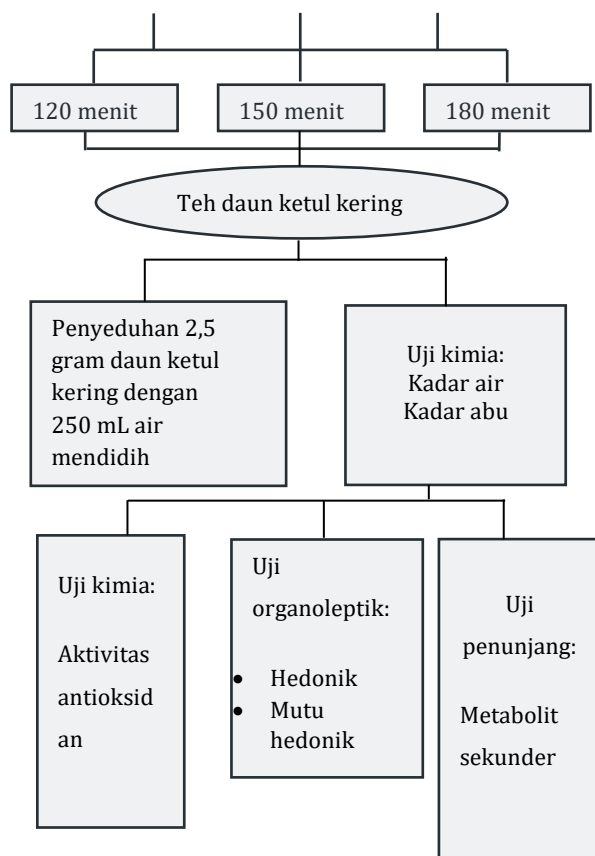 120 menit
150 menit
180 menit
Teh daun ketul kering
Penyeduhan 2,5
gram daun ketul
kering dengan
250 mL air
mendidih
Uji kimia:
Kadar air
Kadar abu
Uji kimia:
Aktivitas
antioksid
an
Uji
organoleptik:
• Hedonik
• Mutu
hedonik
Uji
penunjang:
Metabolit
sekunder